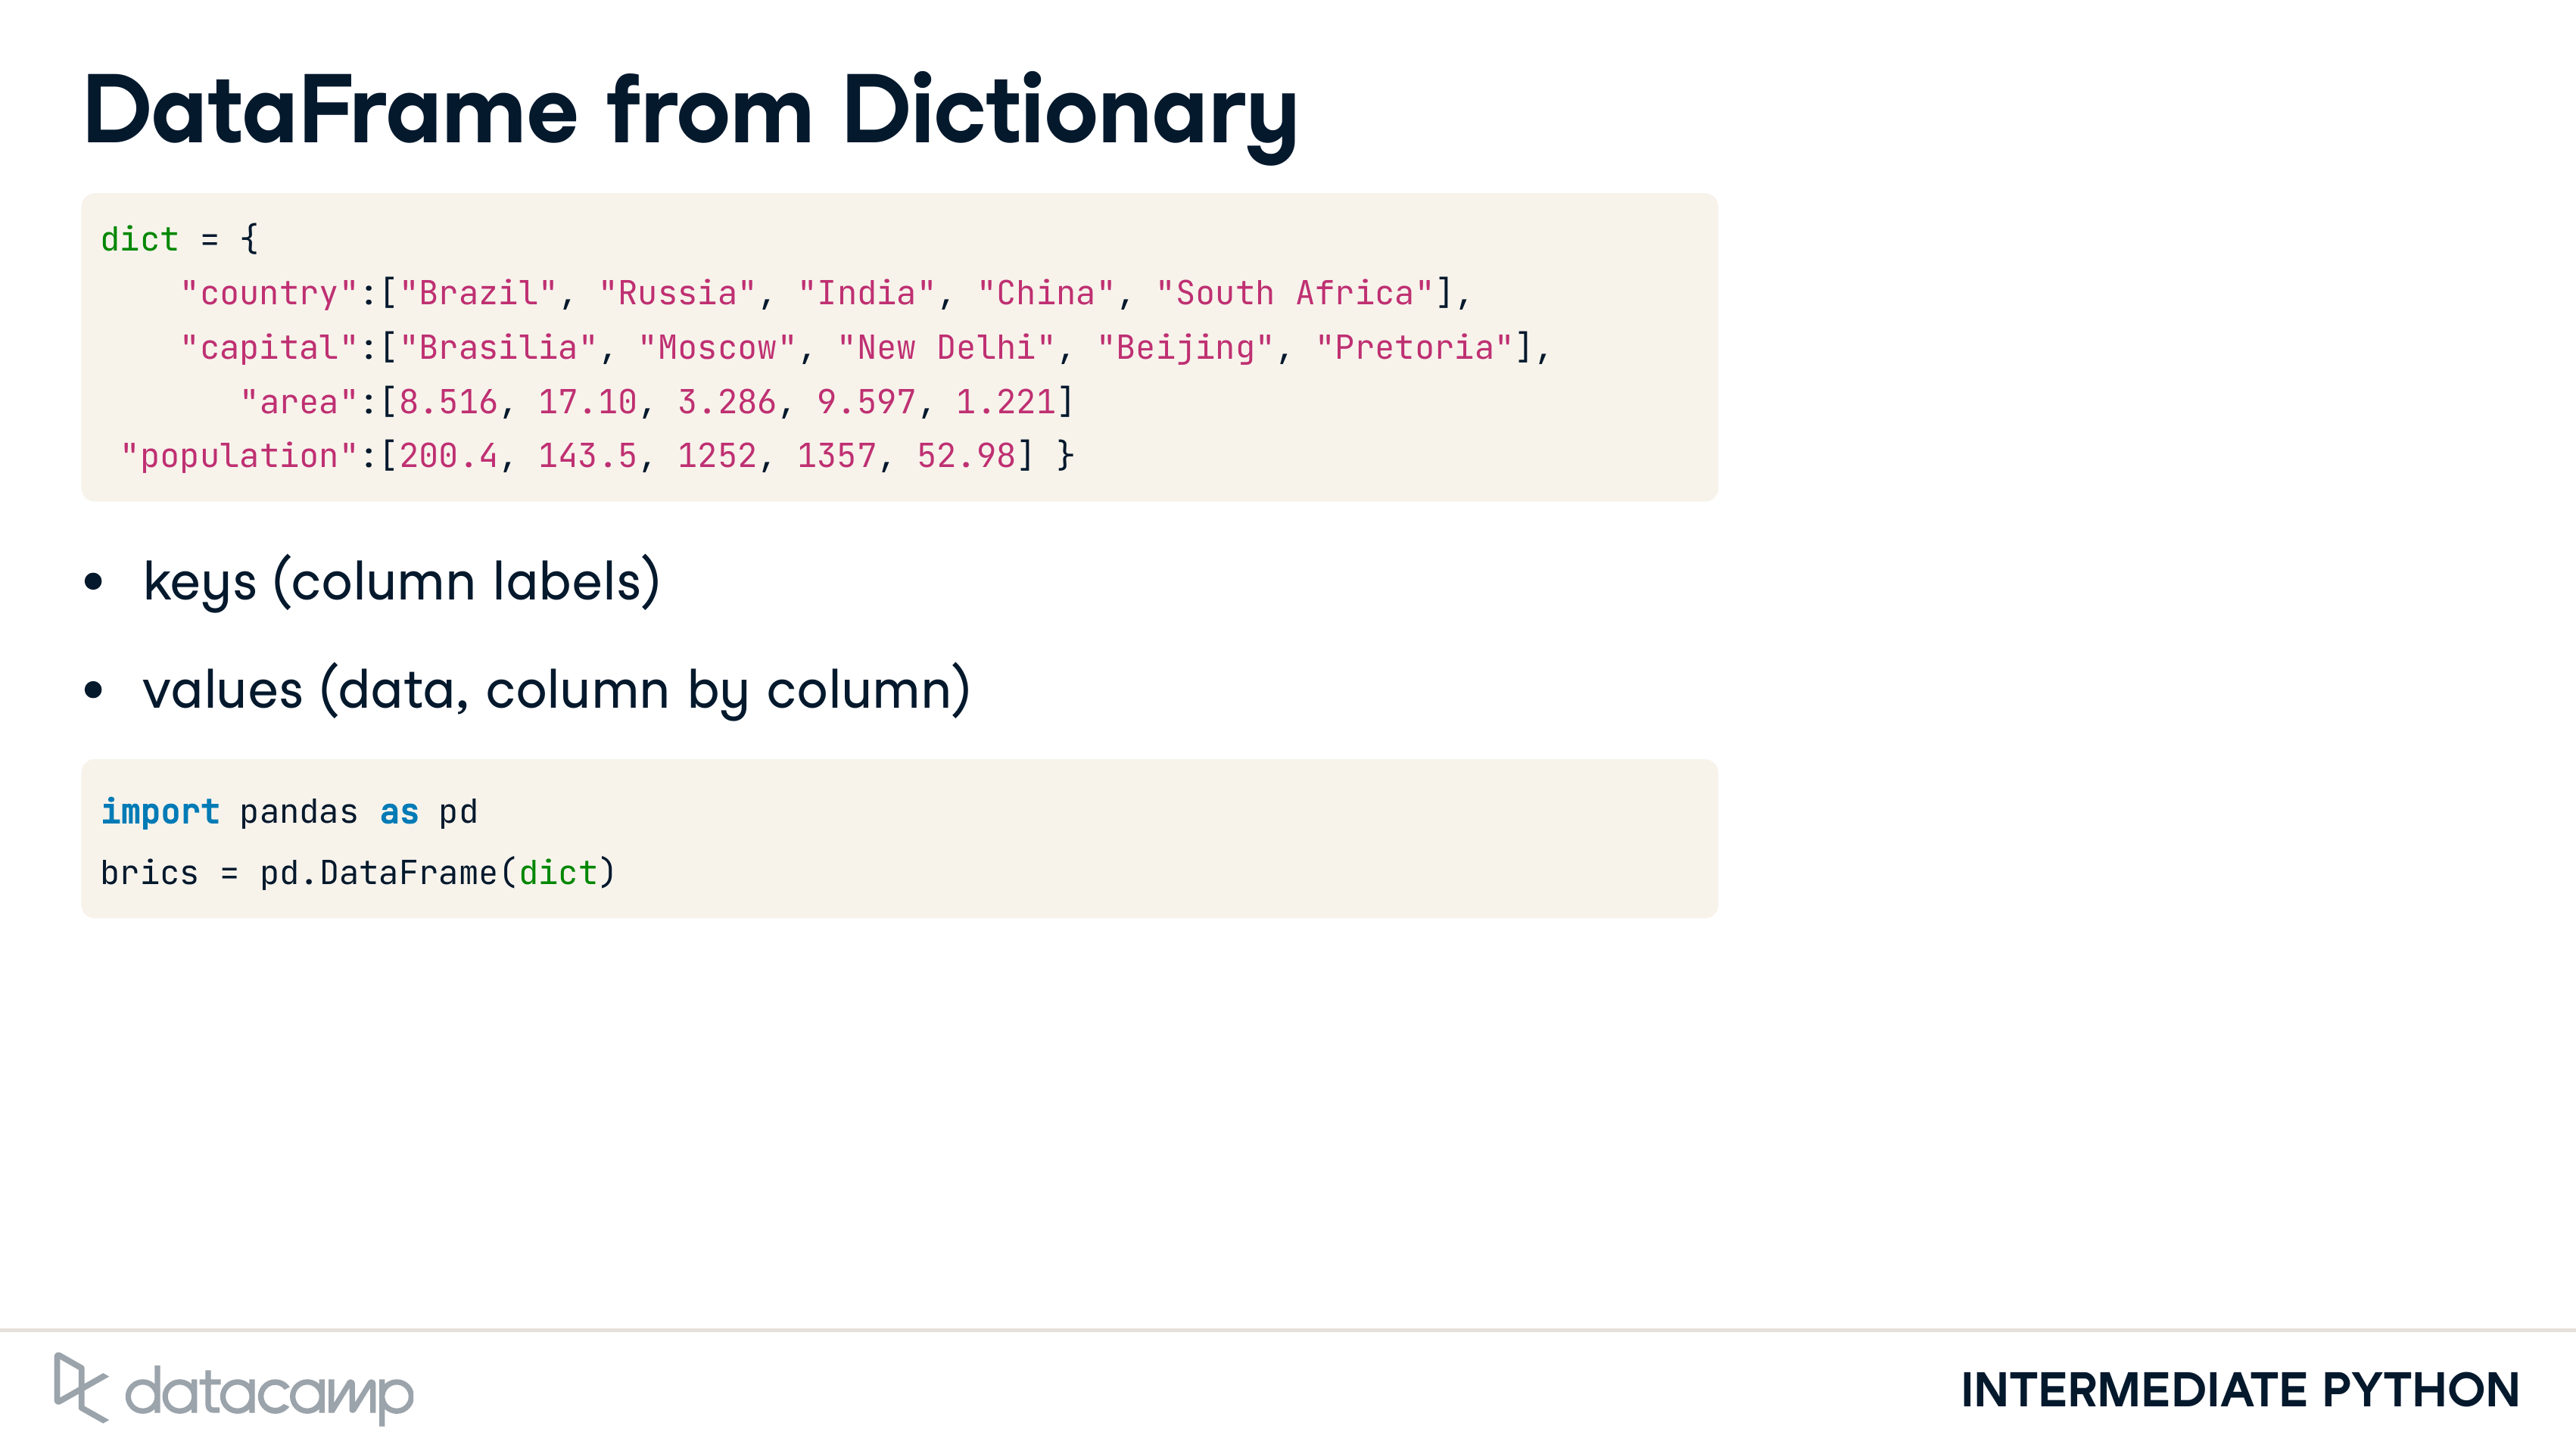 DataFrame from Dictionary
dict = {
    "country":["Brazil", "Russia", "India", "China", "South Africa"],
    "capital":["Brasilia", "Moscow", "New Delhi", "Beijing", "Pretoria"],
       "area":[8.516, 17.10, 3.286, 9.597, 1.221]
 "population":[200.4, 143.5, 1252, 1357, 52.98] }
• keys (column labels)
• values (data, column by column)
import pandas as pd
brics = pd.DataFrame(dict)
datacamp
INTERMEDIATE PYTHON